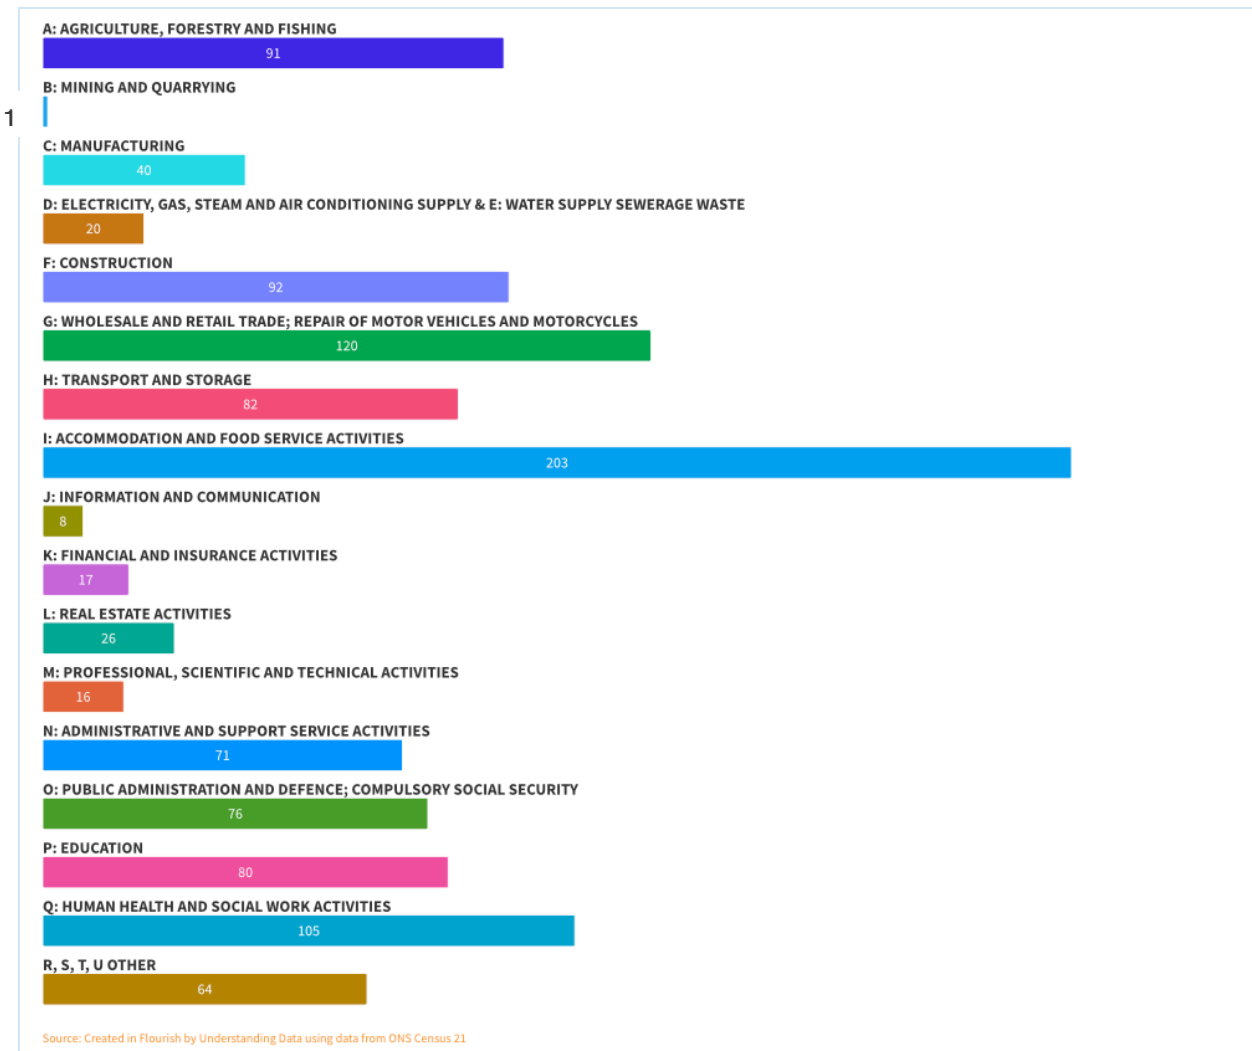 A: AGRICULTURE, FORESTRY AND FISHING
91
B: MINING AND QUARRYING
1
C: MANUFACTURING
40
D: ELECTRICITY, GAS, STEAM AND AIR CONDITIONING SUPPLY & E: WATER SUPPLY SEWERAGE WASTE
20
F: CONSTRUCTION
92
G: WHOLESALE AND RETAIL TRADE; REPAIR OF MOTOR VEHICLES AND MOTORCYCLES
120
H: TRANSPORT AND STORAGE
82
I: ACCOMMODATION AND FOOD SERVICE ACTIVITIES
203
J: INFORMATION AND COMMUNICATION
8
K: FINANCIAL AND INSURANCE ACTIVITIES
17
L: REAL ESTATE ACTIVITIES
26
M: PROFESSIONAL, SCIENTIFIC AND TECHNICAL ACTIVITIES
16
N: ADMINISTRATIVE AND SUPPORT SERVICE ACTIVITIES
71
O: PUBLIC ADMINISTRATION AND DEFENCE; COMPULSORY SOCIAL SECURITY
76
P: EDUCATION
80
Q: HUMAN HEALTH AND SOCIAL WORK ACTIVITIES
105
R, S, T, U OTHER
64
Source: Created in Flourish by Understanding Data using data from ONS Census 21